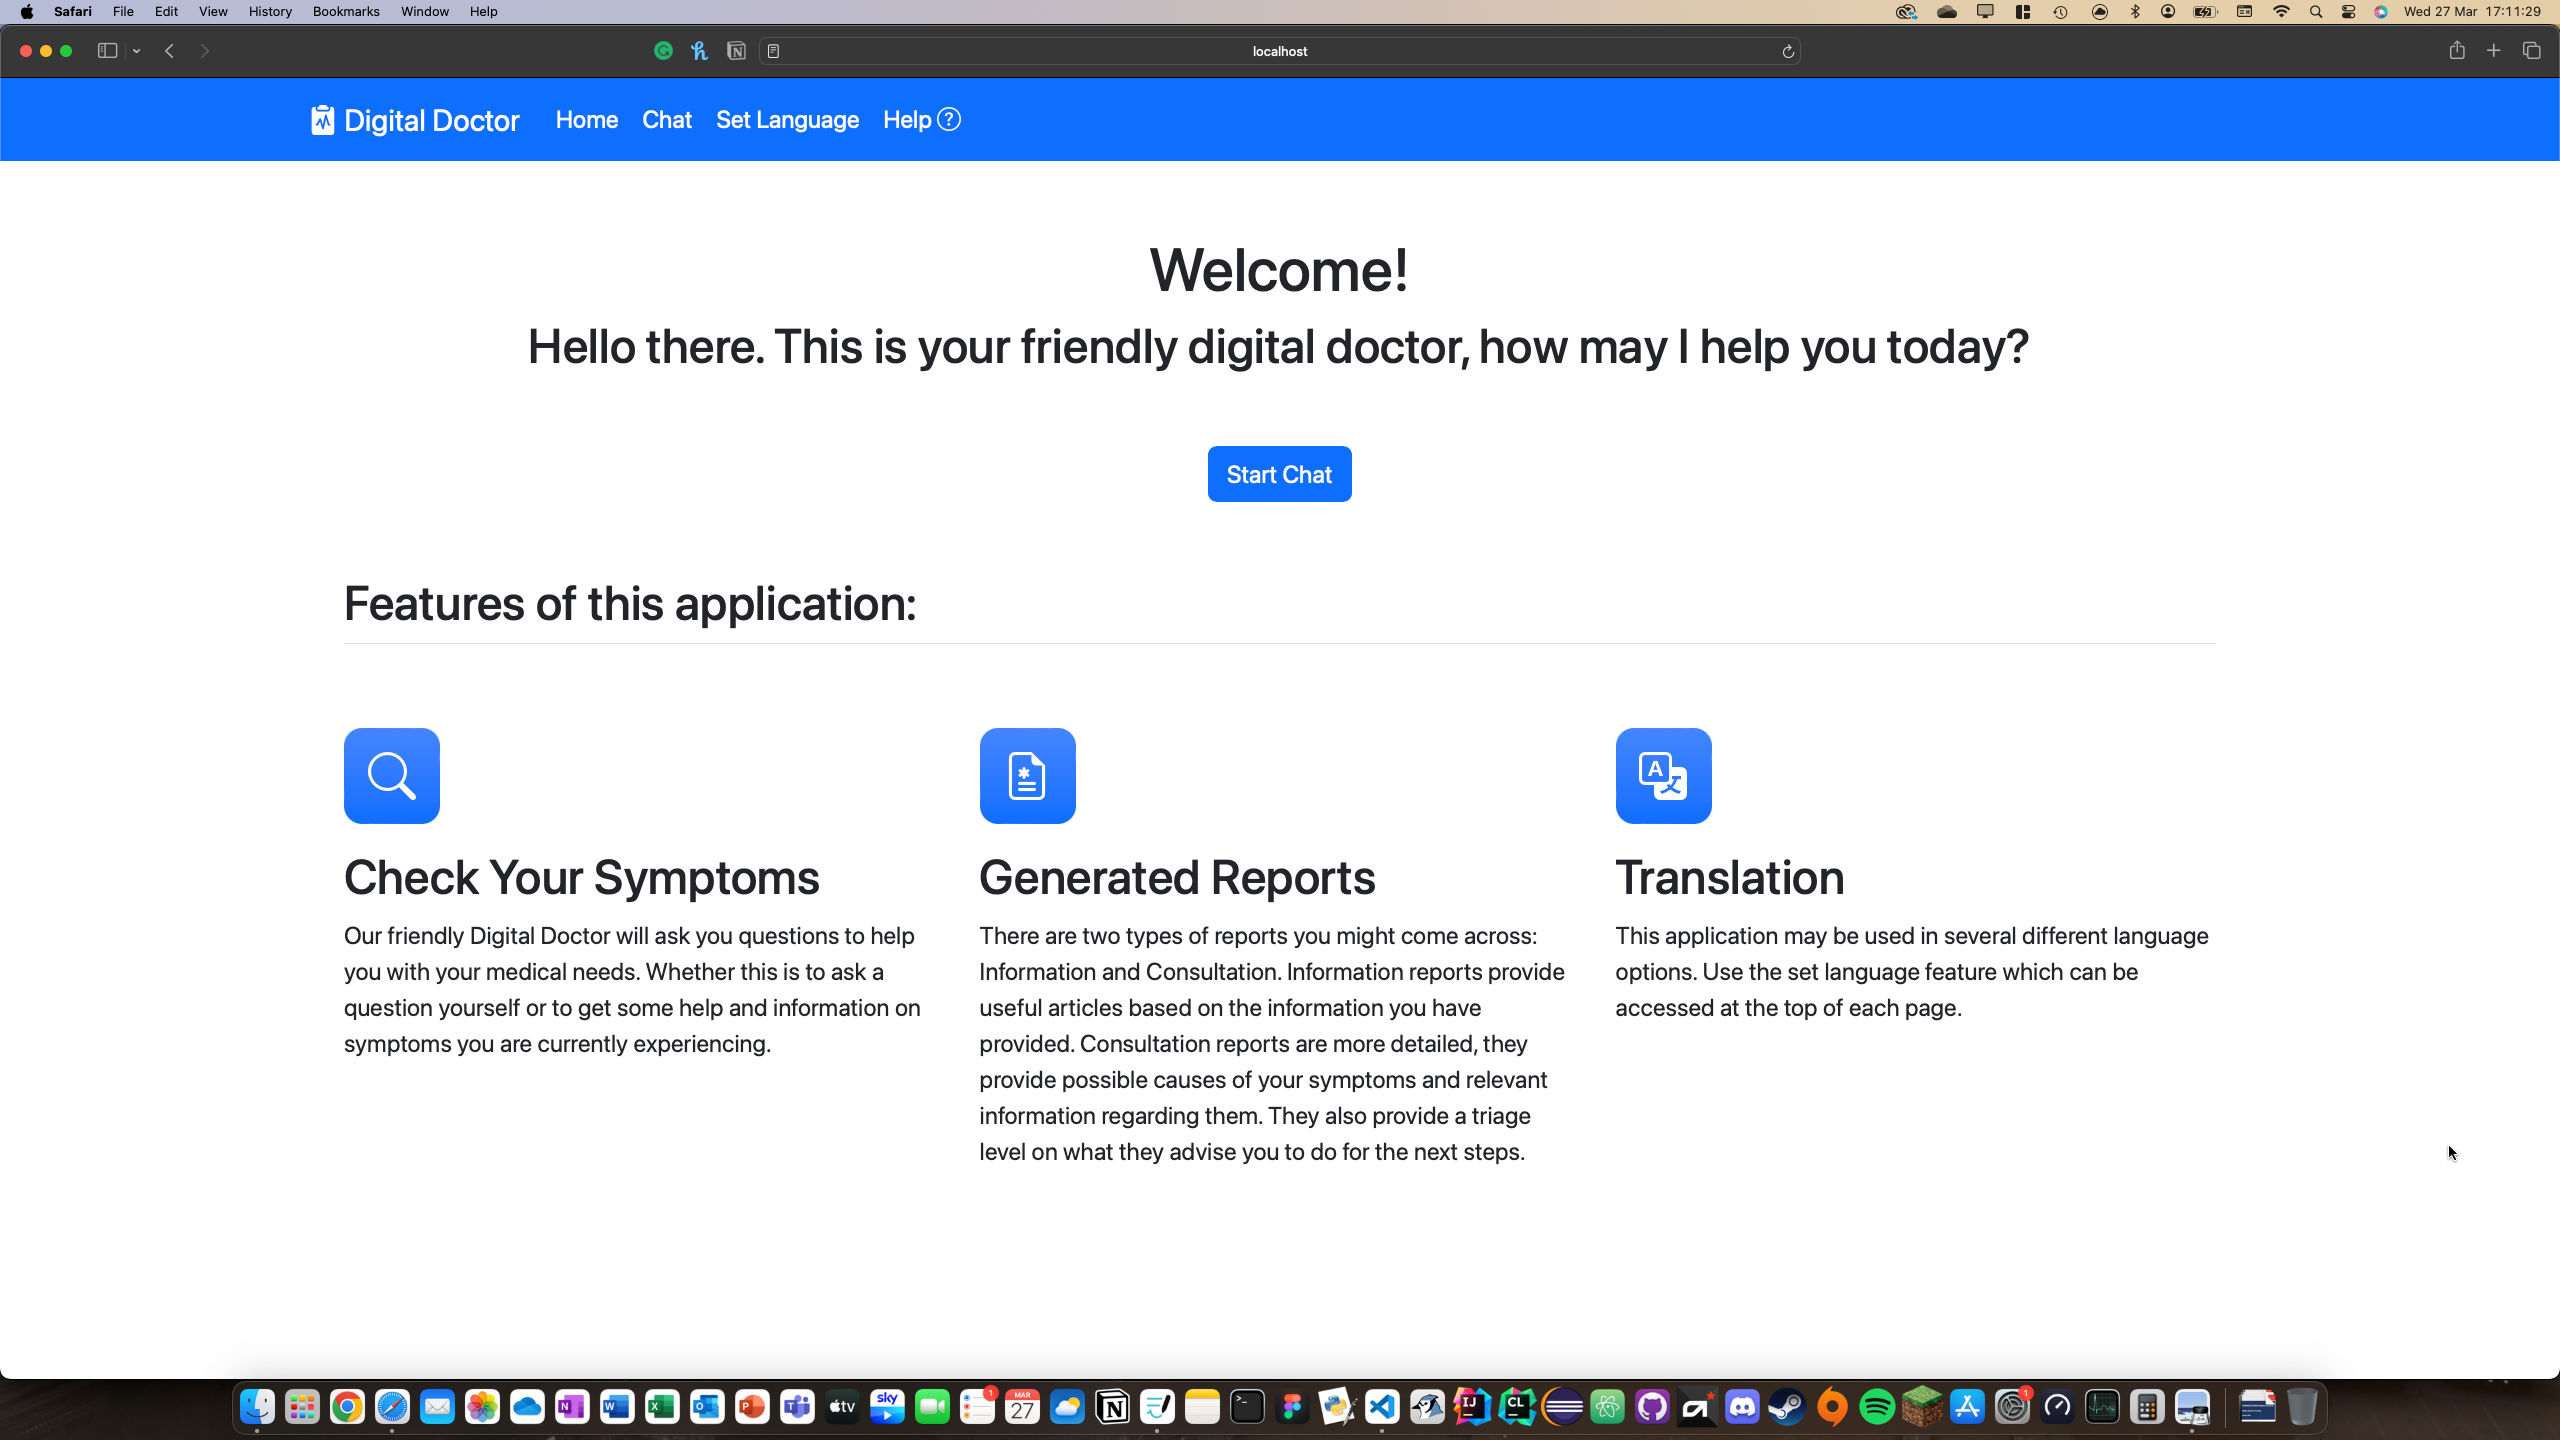 Safari File Edit View History Bookmarks Window Help Wed 27 Mar 17:11:29
localhost
Digital Doctor Home Chat Set Language Help ?
Welcome!
Hello there. This is your friendly digital doctor, how may I help you today?
Start Chat
Features of this application:
A
Check Your Symptoms
Our friendly Digital Doctor will ask you questions to help
you with your medical needs. Whether this is to ask a
question yourself or to get some help and information on
symptoms you are currently experiencing.
Generated Reports
There are two types of reports you might come across:
Information and Consultation. Information reports provide
useful articles based on the information you have
provided. Consultation reports are more detailed, they
provide possible causes of your symptoms and relevant
information regarding them. They also provide a triage
level on what they advise you to do for the next steps.
Translation
This application may be used in several different language
options. Use the set language feature which can be
accessed at the top of each page.
N W X O P T tv sky 1 MAR 27 N >_ IJ CL 1